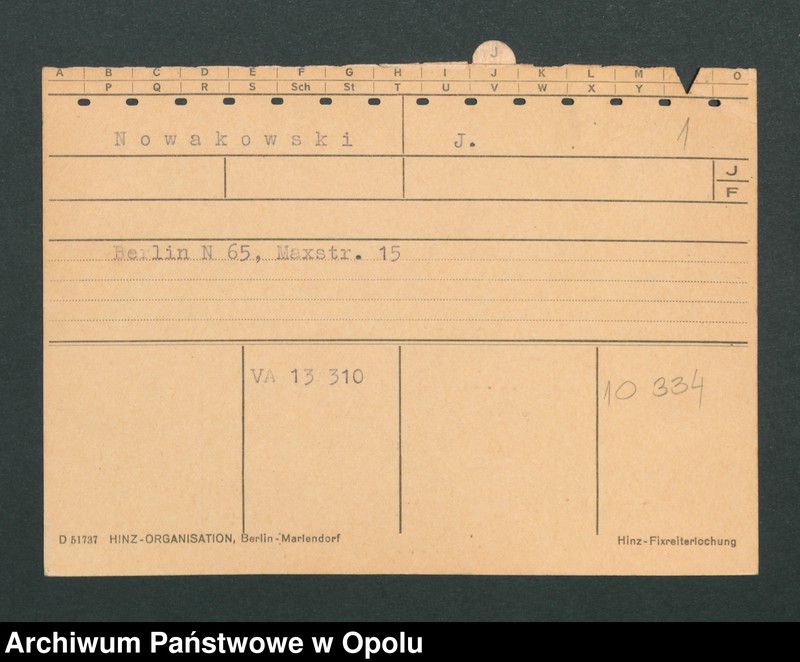 J
A B C D E F G H I J K L M O
P Q R S Sch St T U V W X Y
Nowakowski J. 1
J
F
Berlin N 65, Maxstr. 15
VA 13 310
10 334
D 51737 HINZ-ORGANISATION, Berlin-Mariendorf
Hinz-Fixreiterlochung
Archiwum Państwowe w Opolu